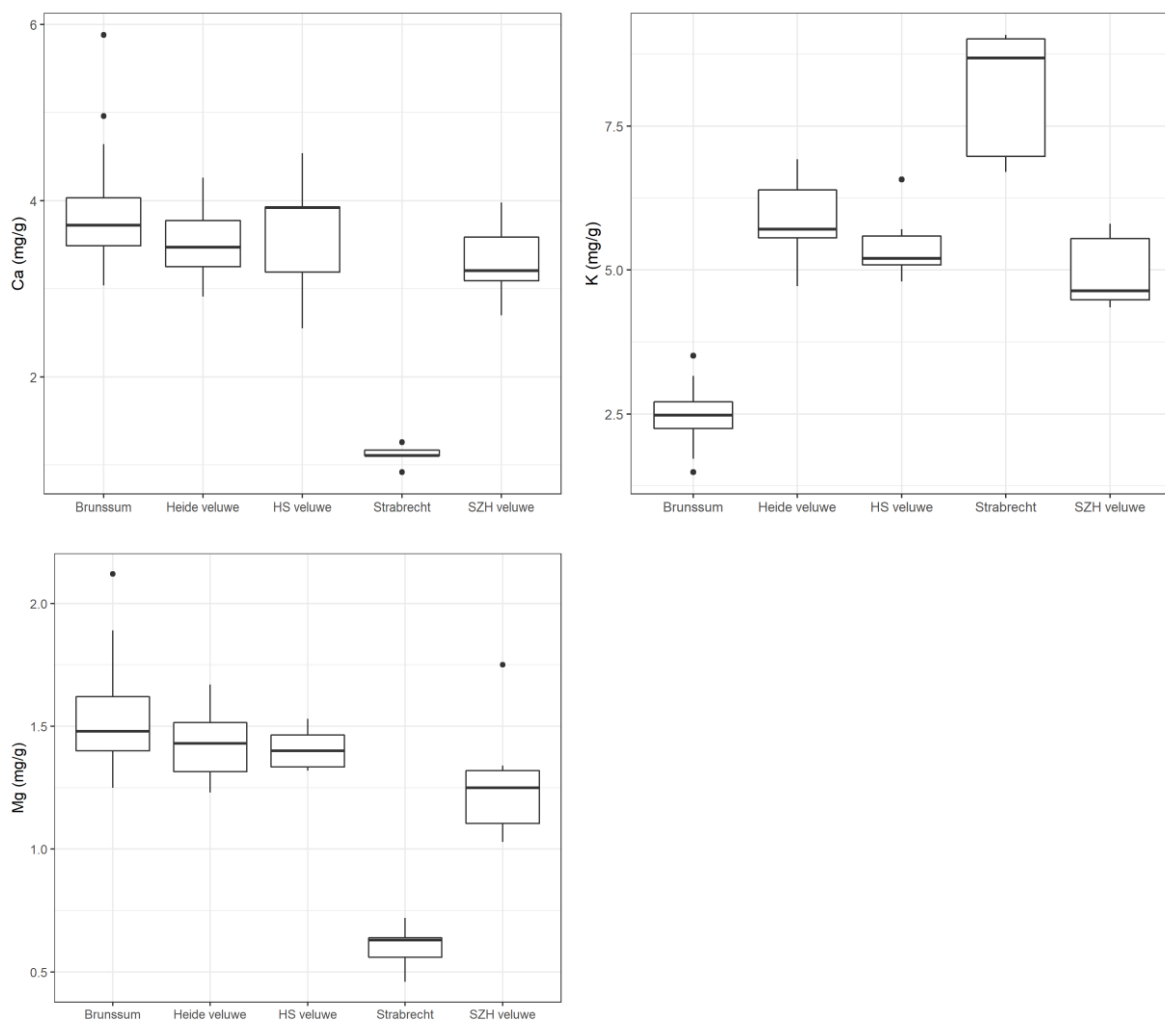 Ca (mg/g)
6
4
2
Brunssum Heide veluwe HS veluwe Strabrecht SZH veluwe
K (mg/g)
7.5
5.0
2.5
Brunssum Heide veluwe HS veluwe Strabrecht SZH veluwe
Mg (mg/g)
2.0
1.5
1.0
0.5
Brunssum Heide veluwe HS veluwe Strabrecht SZH veluwe